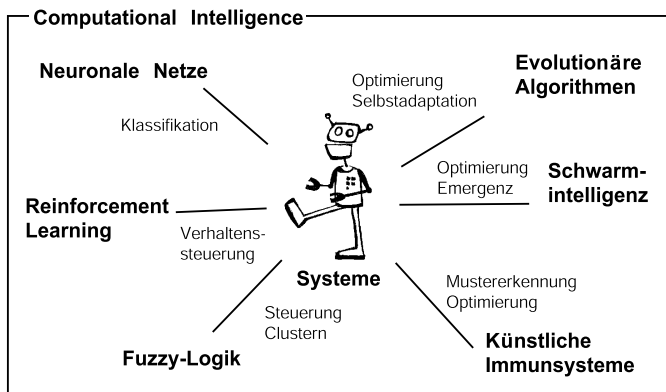 Computational Intelligence
Neuronale Netze
Klassifikation
Optimierung
Selbstadaptation
Evolutionäre
Algorithmen
Optimierung
Emergenz
Schwarm-
intelligenz
Reinforcement
Learning
Verhaltens-
steuerung
Systeme
Steuerung
Clustern
Fuzzy-Logik
Mustererkennung
Optimierung
Künstliche
Immunsysteme